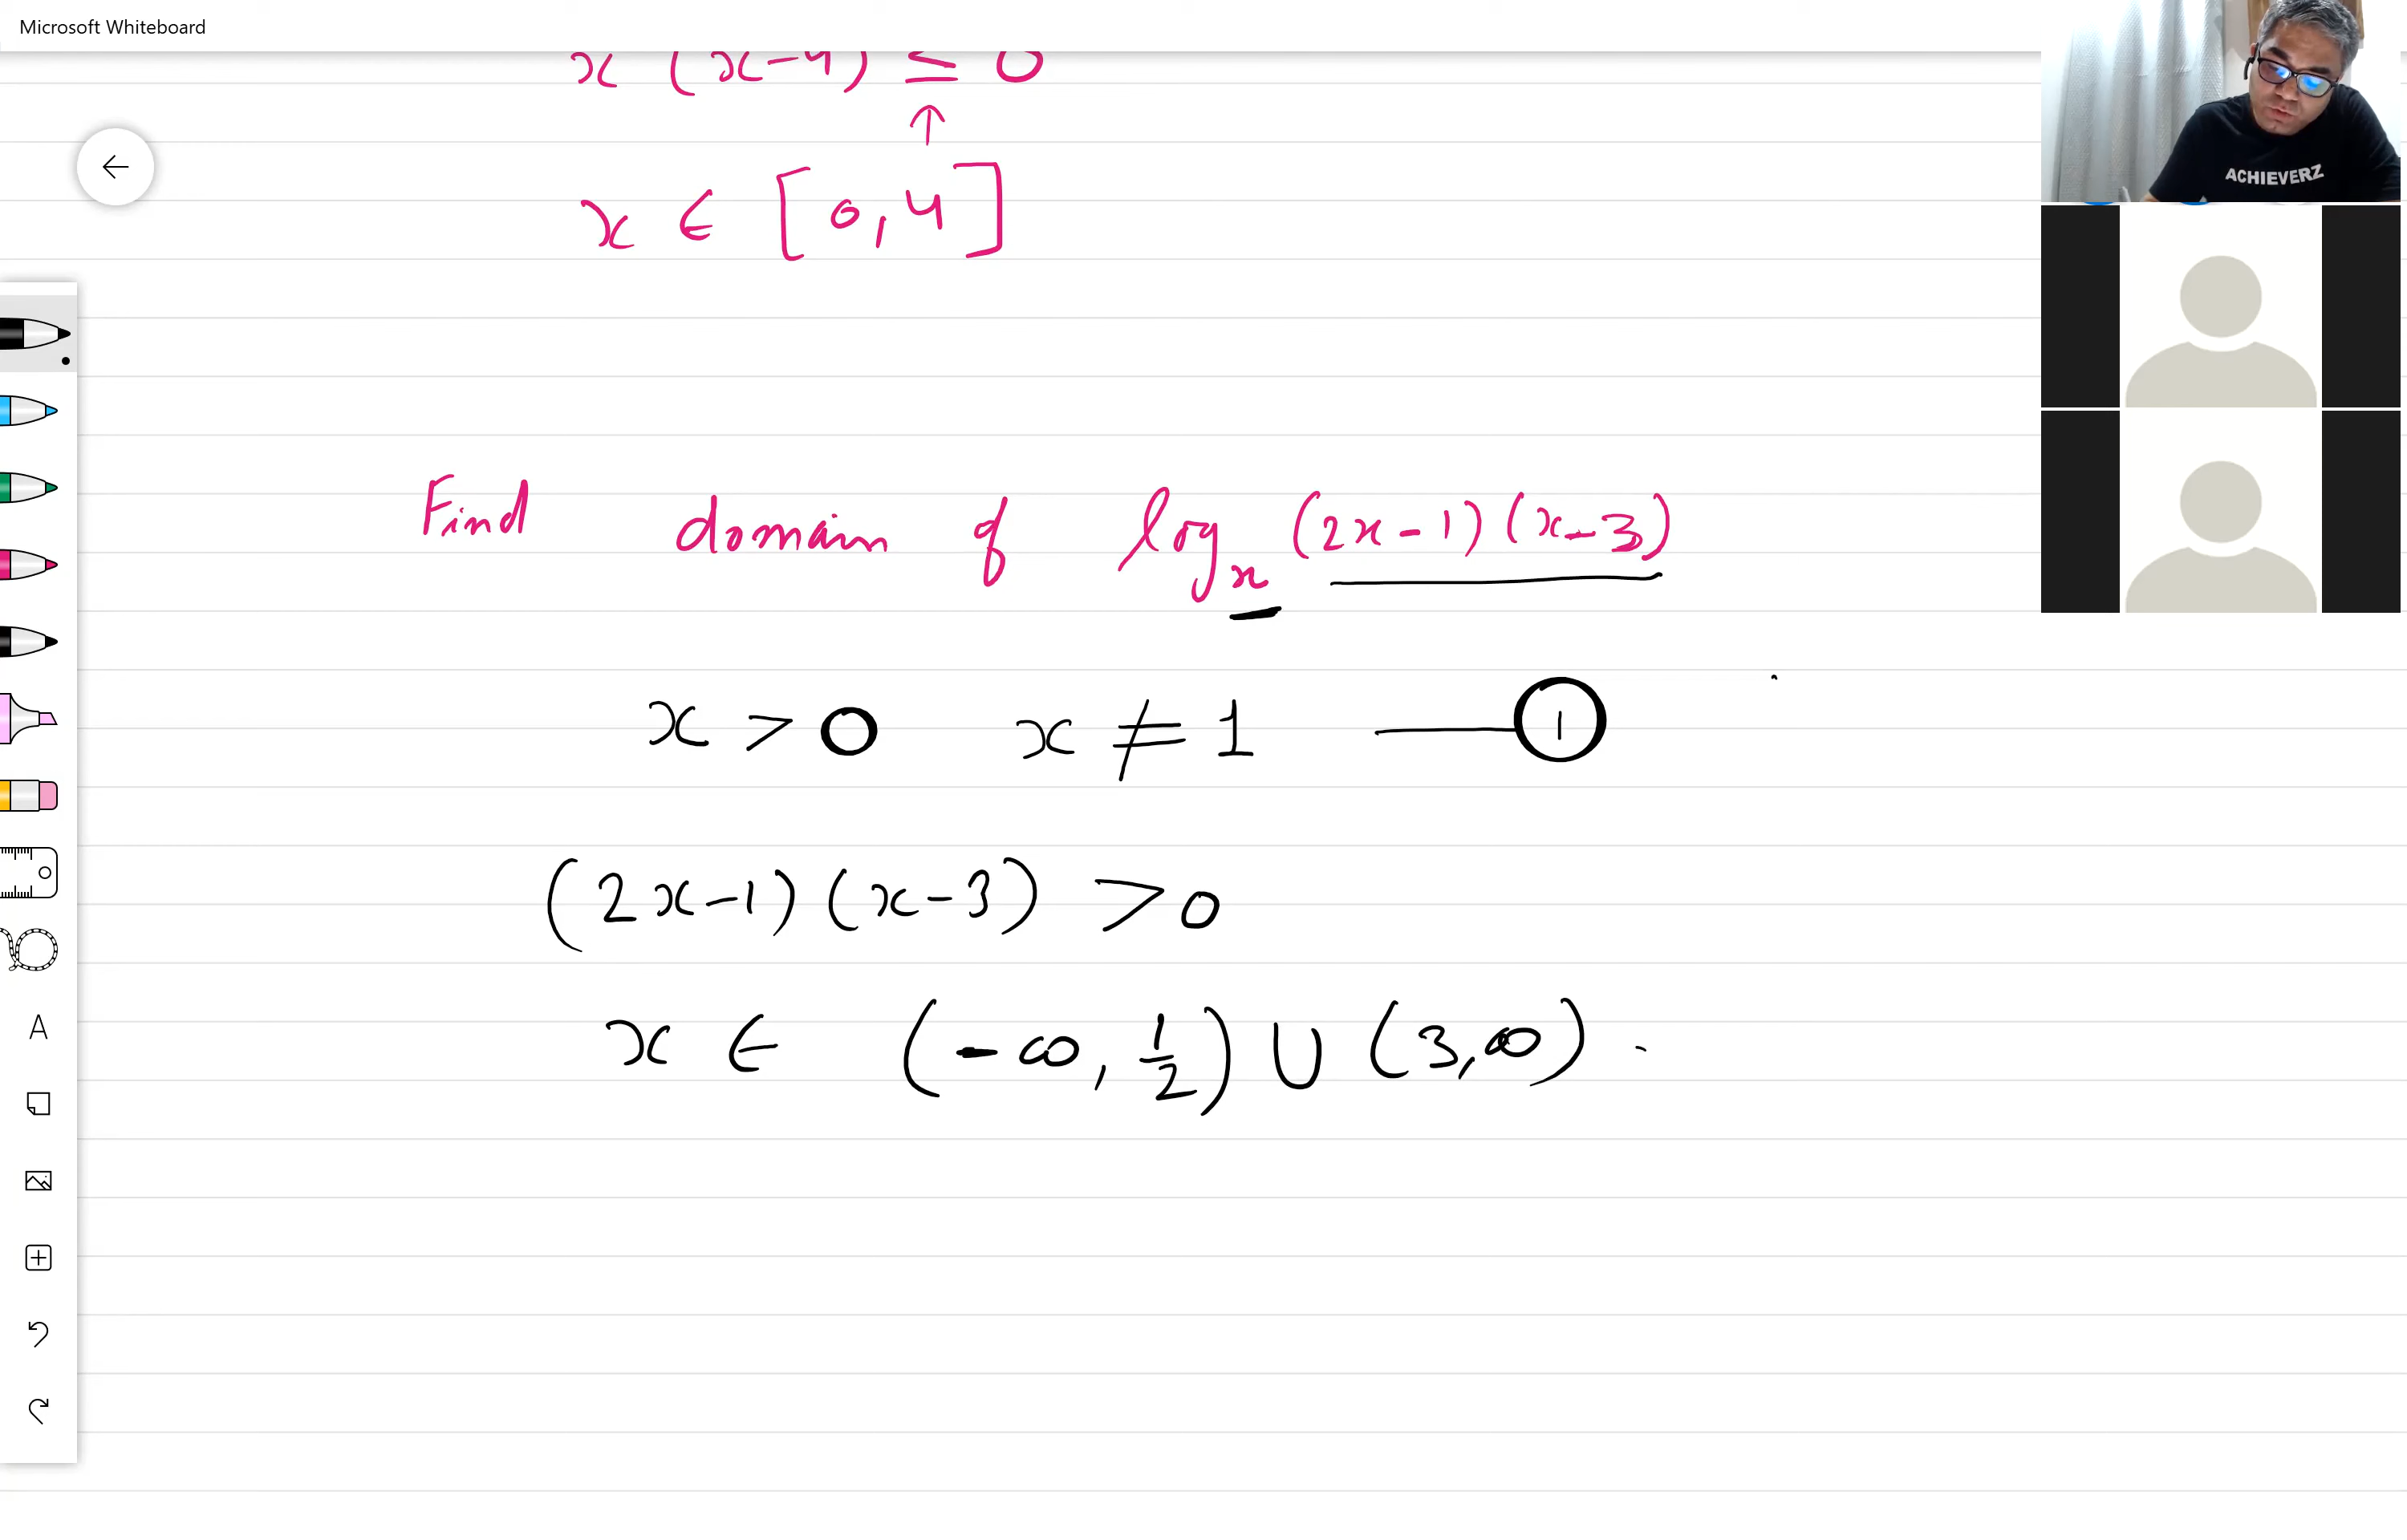 Microsoft Whiteboard
x (x-4) ≤ 0
↑
x ∈ [0,4]
ACHIEVERZ
Find domain of log_x (2x-1)(x-3)
x > 0 x ≠ 1 —①
(2x-1)(x-3) >0
x ∈ (-∞, 1/2) ∪ (3,∞) -
A